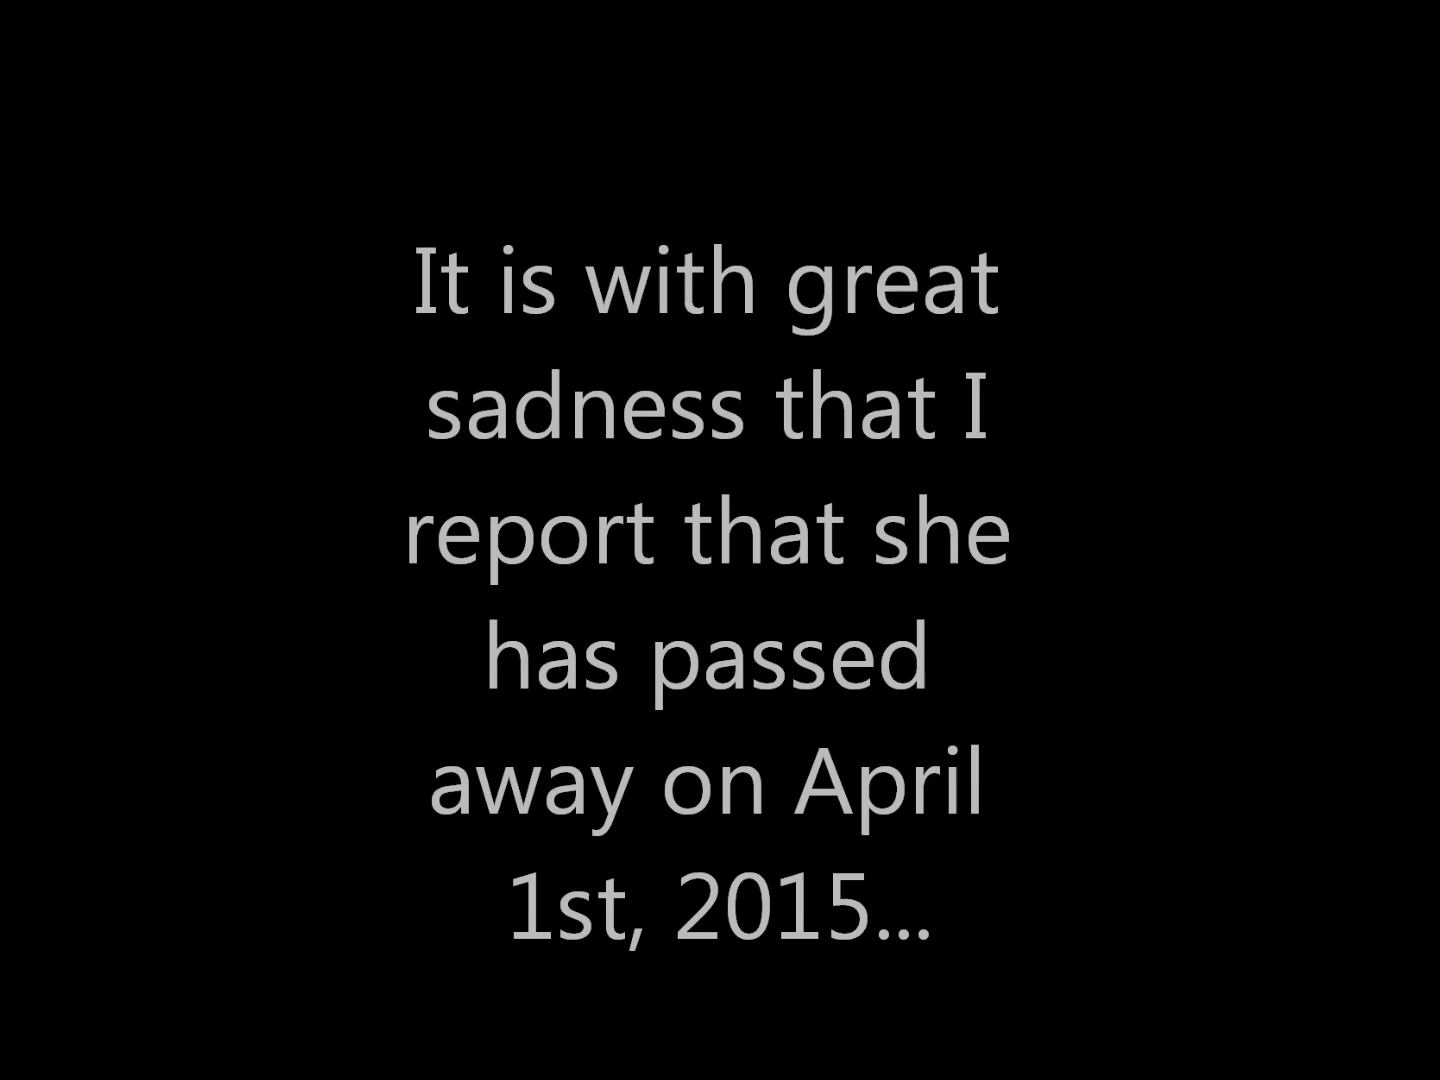 It is with great
sadness that I
report that she
has passed
away on April
1st, 2015...